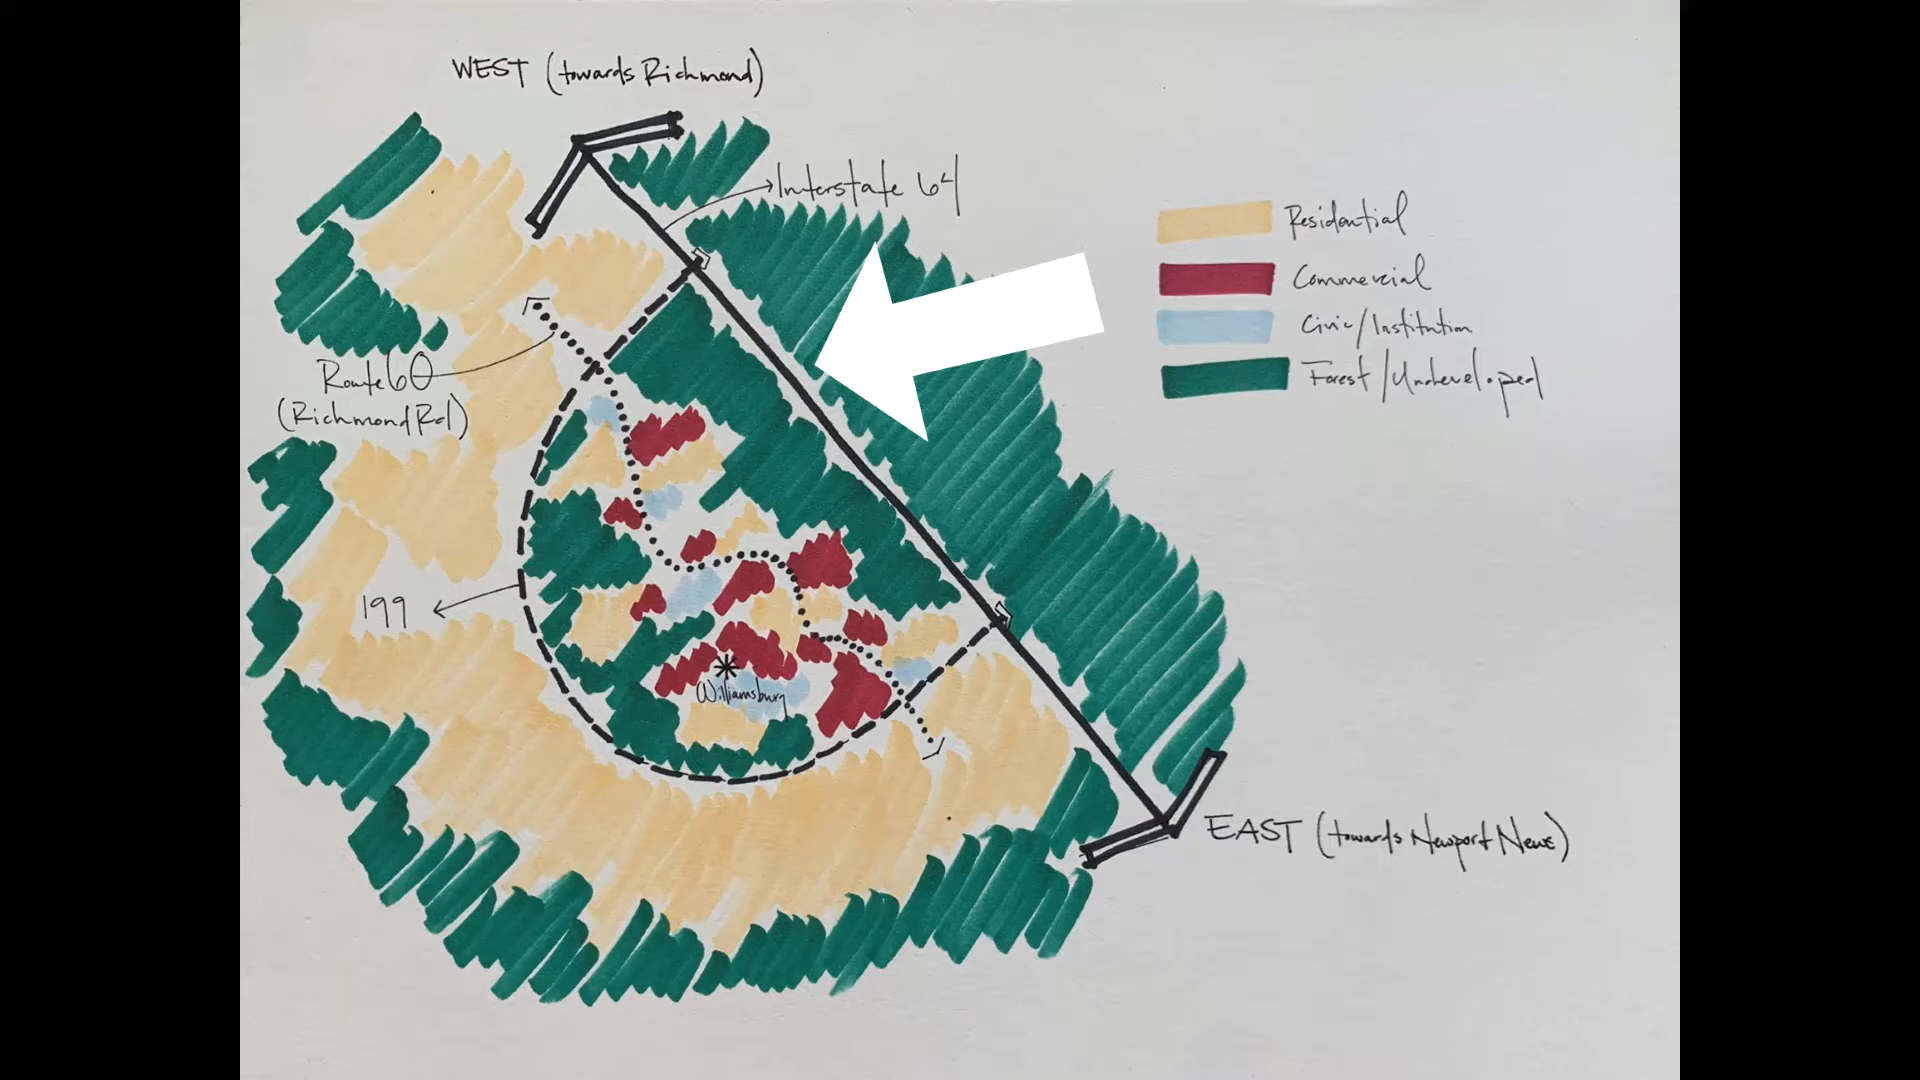 WEST (towards Richmond)
Interstate 64
Residential
Commercial
Civic/Institution
Forest/Undeveloped
Route 60
(Richmond Rd)
199
Williamsburg
EAST (towards Newport News)